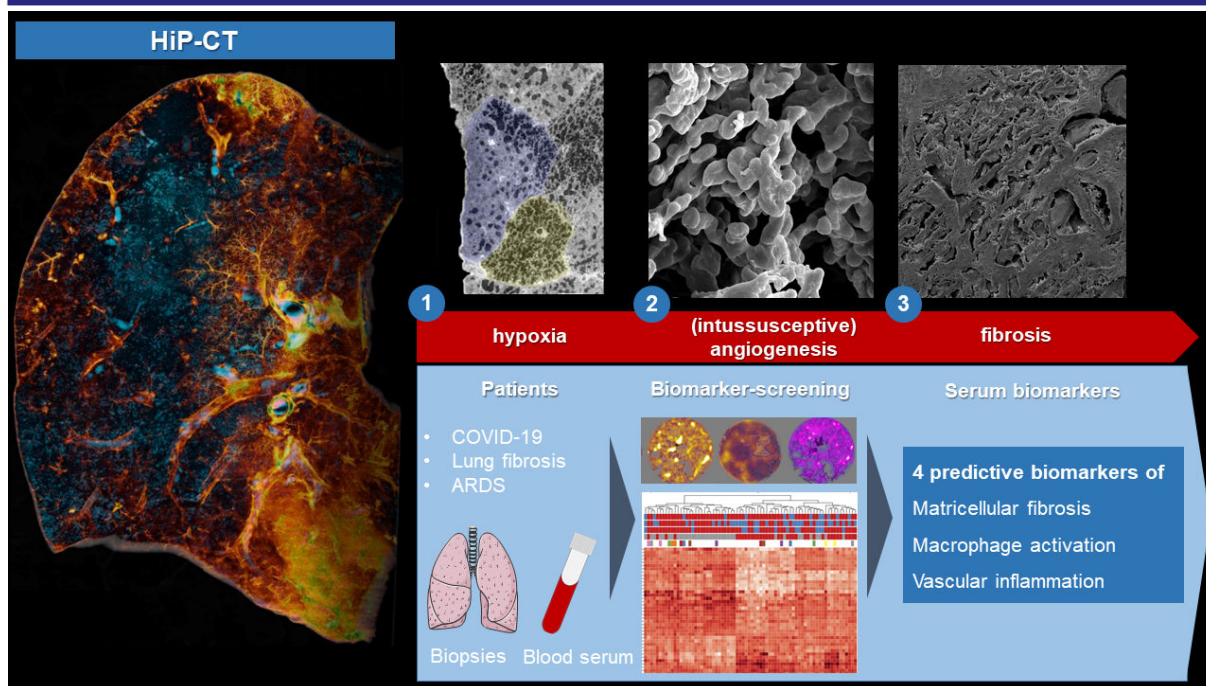 HiP-CT
1
hypoxia
2
(intussusceptive)
angiogenesis
3
fibrosis
Patients
• COVID-19
• Lung fibrosis
• ARDS
Biopsies
Blood serum
Biomarker-screening
Serum biomarkers
4 predictive biomarkers of
Matricellular fibrosis
Macrophage activation
Vascular inflammation